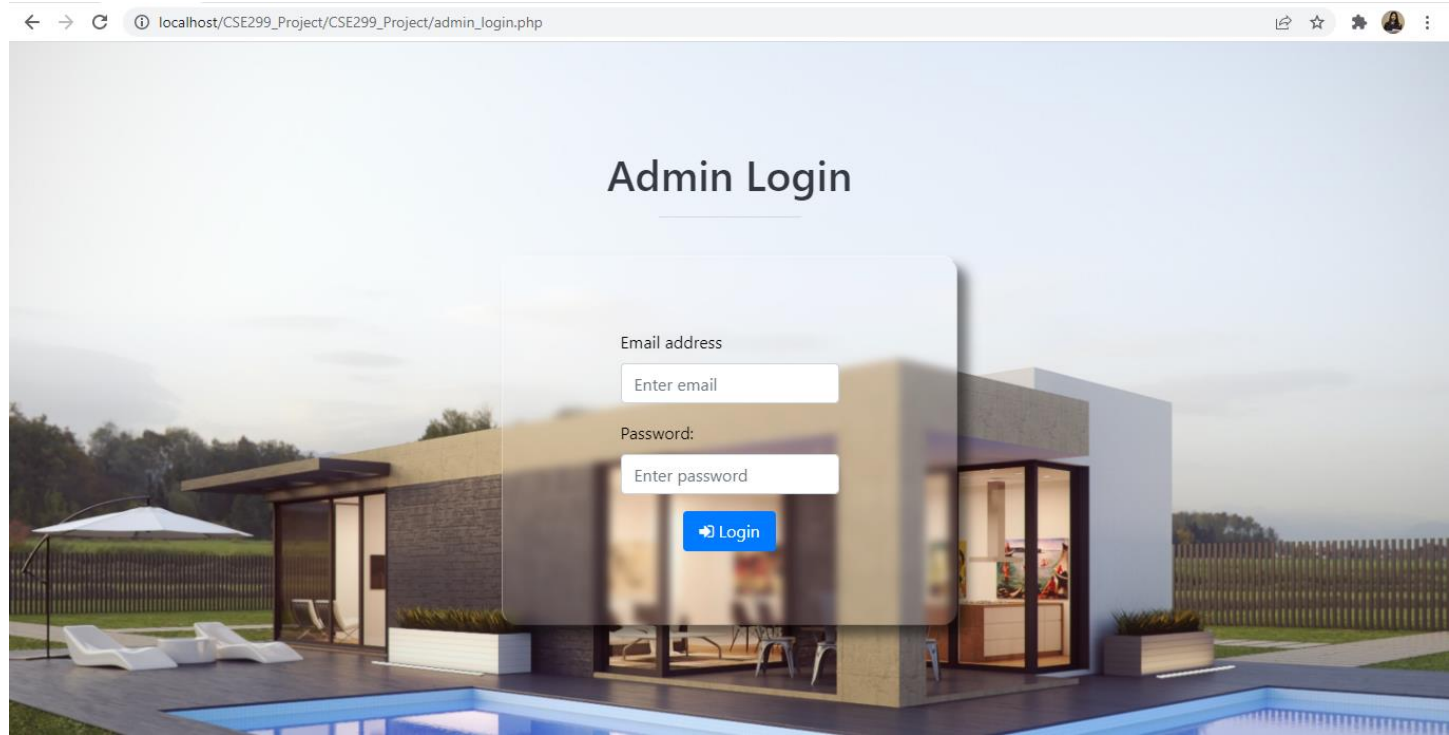 localhost/CSE299_Project/CSE299_Project/admin_login.php
Admin Login
Email address
Enter email
Password:
Enter password
Login